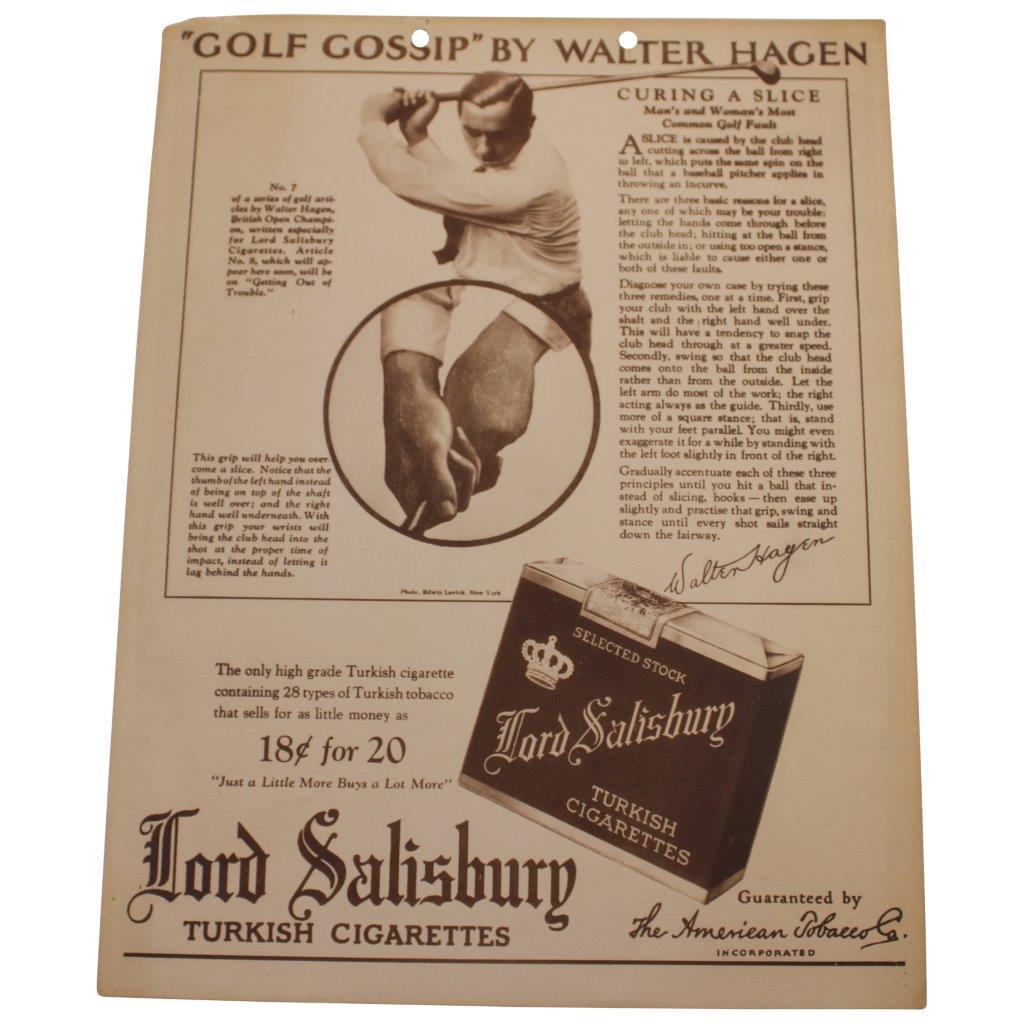 "GOLF GOSSIP" BY WALTER HAGEN
CURING A SLICE
Man's and Woman's Most
Common Golf Fault
A SLICE is caused by the club head
cutting across the ball from right
to left, which puts the same spin on the
ball that a baseball pitcher applies in
throwing an incurve.
There are three basic reasons for a slice,
any one of which may be your trouble:
letting the hands come through before
the club head; hitting at the ball from
the outside in; or using too open a stance,
which is liable to cause either one or
both of these faults.
Diagnose your own case by trying these
three remedies, one at a time. First, grip
your club with the left hand over the
shaft and the right hand well under.
This will have a tendency to snap the
club head through at a greater speed.
Secondly, swing so that the club head
comes onto the ball from the inside
rather than from the outside. Let the
left arm do most of the work; the right
acting always as the guide. Thirdly, use
more of a square stance; that is, stand
with your feet parallel. You might even
exaggerate it for a while by standing with
the left foot slightly in front of the right.
Gradually accentuate each of these three
principles until you hit a ball that in-
stead of slicing, hooks—then ease up
slightly and practise that grip, swing and
stance until every shot sails straight
down the fairway.
Walter Hagen
No. 7
of a series of golf arti-
cles by Walter Hagen,
British Open Champi-
on, written especially
for Lord Salisbury
Cigarettes. Article
No. 8, which will ap-
pear here soon, will be
on "Getting Out of
Trouble."
This grip will help you over-
come a slice. Notice that the
thumb of the left hand instead
of being on top of the shaft
is well over; and the right
hand well underneath. With
this grip your wrists will
bring the club head into the
shot at the proper time of
impact, instead of letting it
lag behind the hands.
Photo, Edwin Levick, New York
SELECTED STOCK
Lord Salisbury
TURKISH
CIGARETTES
The only high grade Turkish cigarette
containing 28 types of Turkish tobacco
that sells for as little money as
18¢ for 20
"Just a Little More Buys a Lot More"
Lord Salisbury
TURKISH CIGARETTES
Guaranteed by
The American Tobacco Co.
INCORPORATED